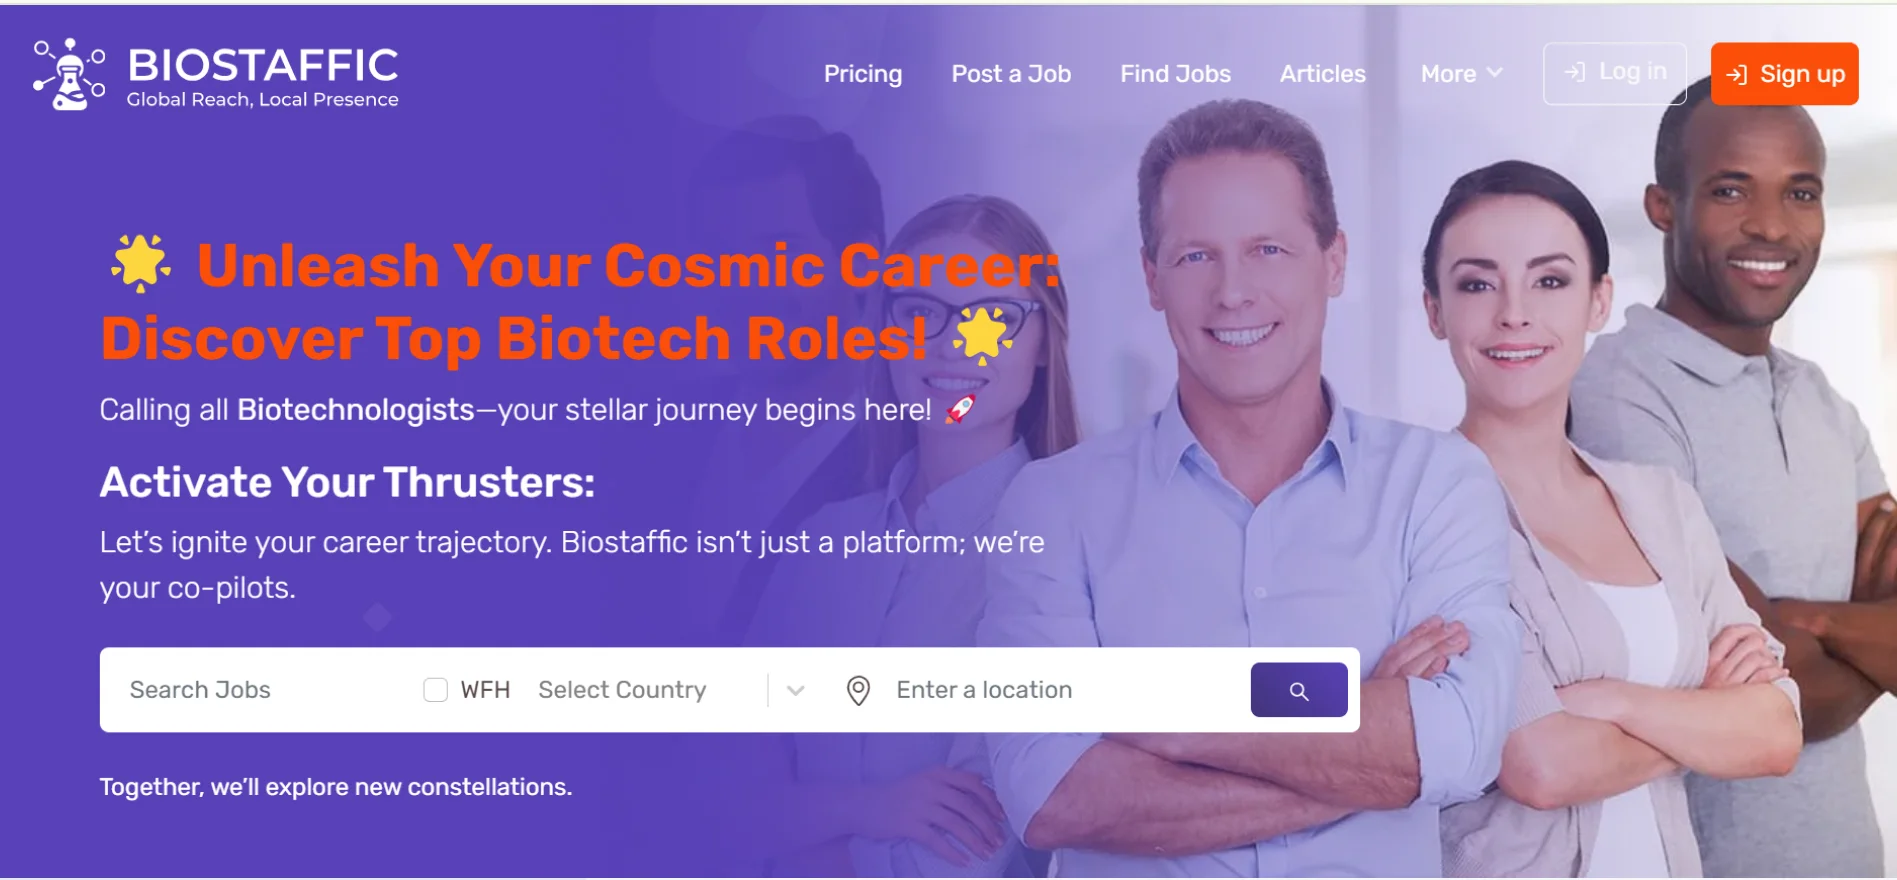 BIOSTAFFIC
Global Reach, Local Presence
Pricing
Post a Job
Find Jobs
Articles
More
Log in
Sign up
🌟 Unleash Your Cosmic Career:
Discover Top Biotech Roles! 🌟
Calling all Biotechnologists—your stellar journey begins here! 🚀
Activate Your Thrusters:
Let’s ignite your career trajectory. Biostaffic isn’t just a platform; we’re
your co-pilots.
Search Jobs
WFH
Select Country
Enter a location
Together, we’ll explore new constellations.